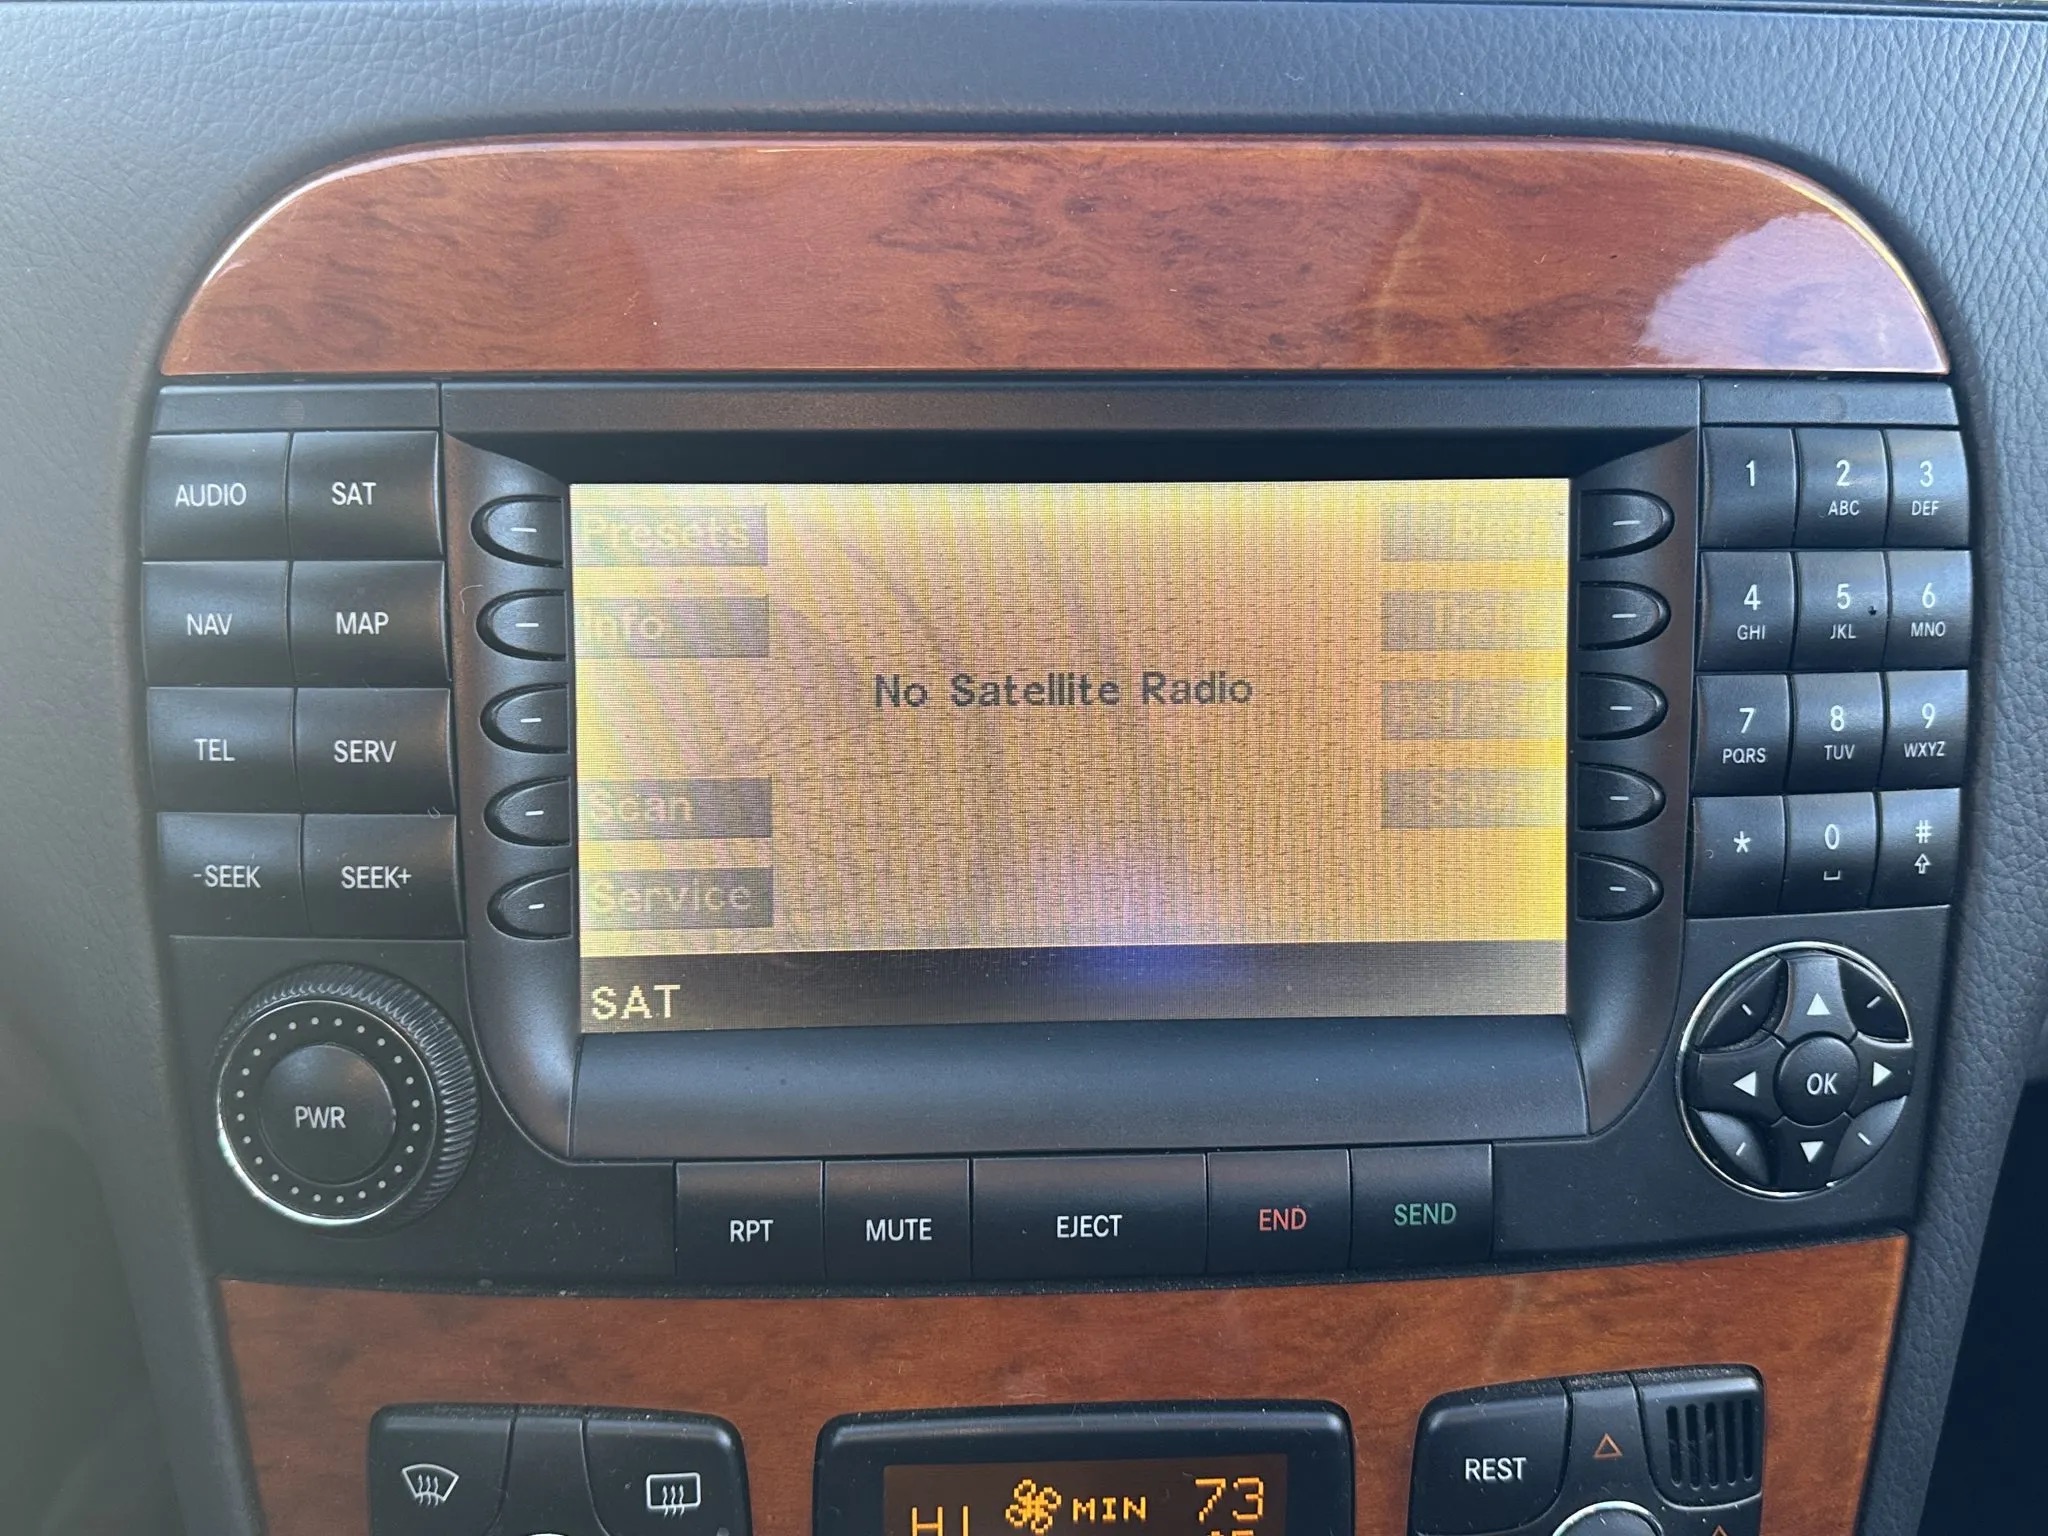 AUDIO
SAT
NAV
MAP
TEL
SERV
-SEEK
SEEK+
PWR
Presets
Info
Scan
Service
No Satellite Radio
SAT
1
2
ABC
3
DEF
4
GHI
5
JKL
6
MNO
7
PQRS
8
TUV
9
WXYZ
*
0
#
OK
RPT
MUTE
EJECT
END
SEND
HI
MIN
73
REST